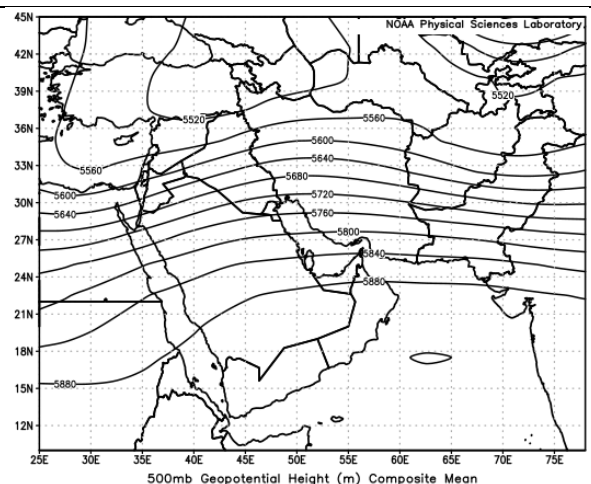 NOAA Physical Sciences Laboratory
45N
42N
39N
36N
33N
30N
27N
24N
21N
18N
15N
12N
5520
5520
5560
5560
5600
5640
5680
5600
5640
5720
5760
5800
5840
5880
5880
25E 30E 35E 40E 45E 50E 55E 60E 65E 70E 75E
500mb Geopotential Height (m) Composite Mean